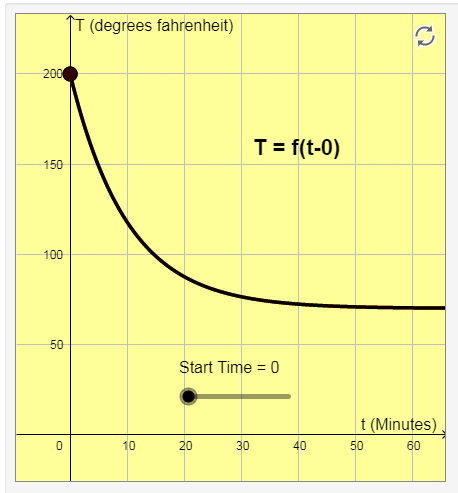 T (degrees fahrenheit)
200
T = f(t-0)
150
100
50
Start Time = 0
t (Minutes)
0 10 20 30 40 50 60